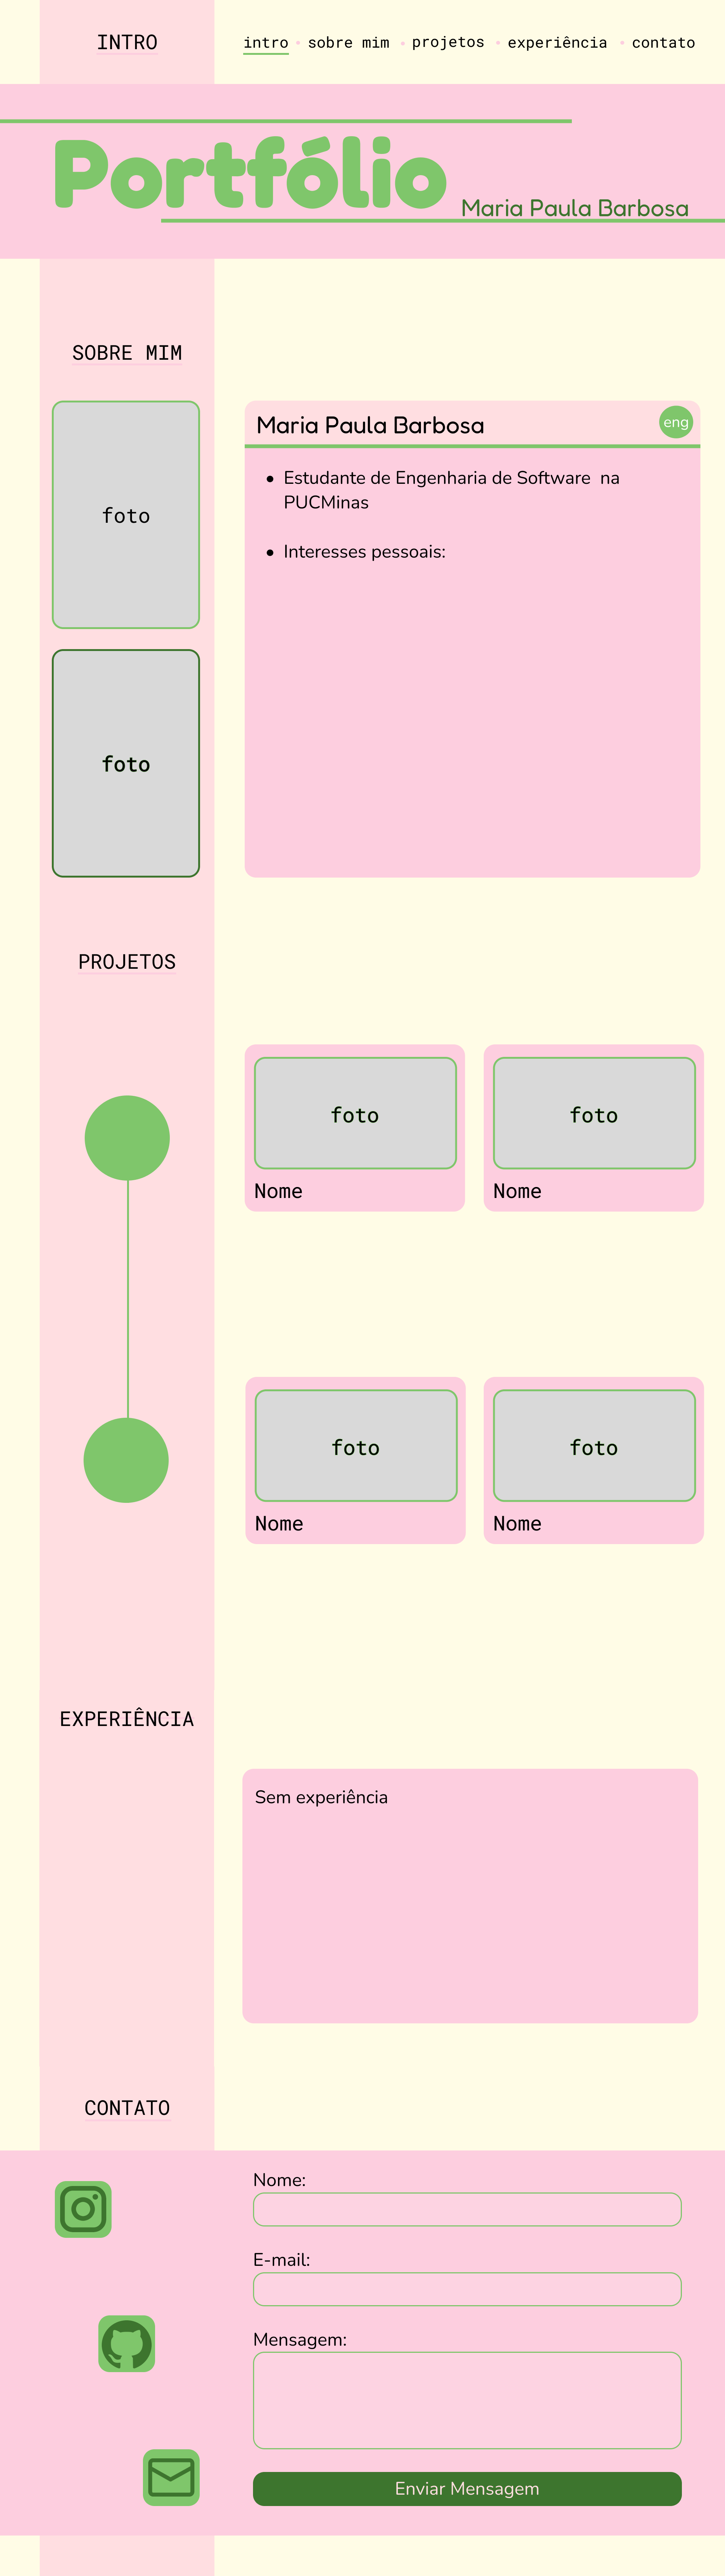 INTRO
intro • sobre mim • projetos • experiência • contato
Portfólio
Maria Paula Barbosa
SOBRE MIM
foto
foto
Maria Paula Barbosa
eng
• Estudante de Engenharia de Software na
PUCMinas
• Interesses pessoais:
PROJETOS
foto
Nome
foto
Nome
foto
Nome
foto
Nome
EXPERIÊNCIA
Sem experiência
CONTATO
Nome:
E-mail:
Mensagem:
Enviar Mensagem